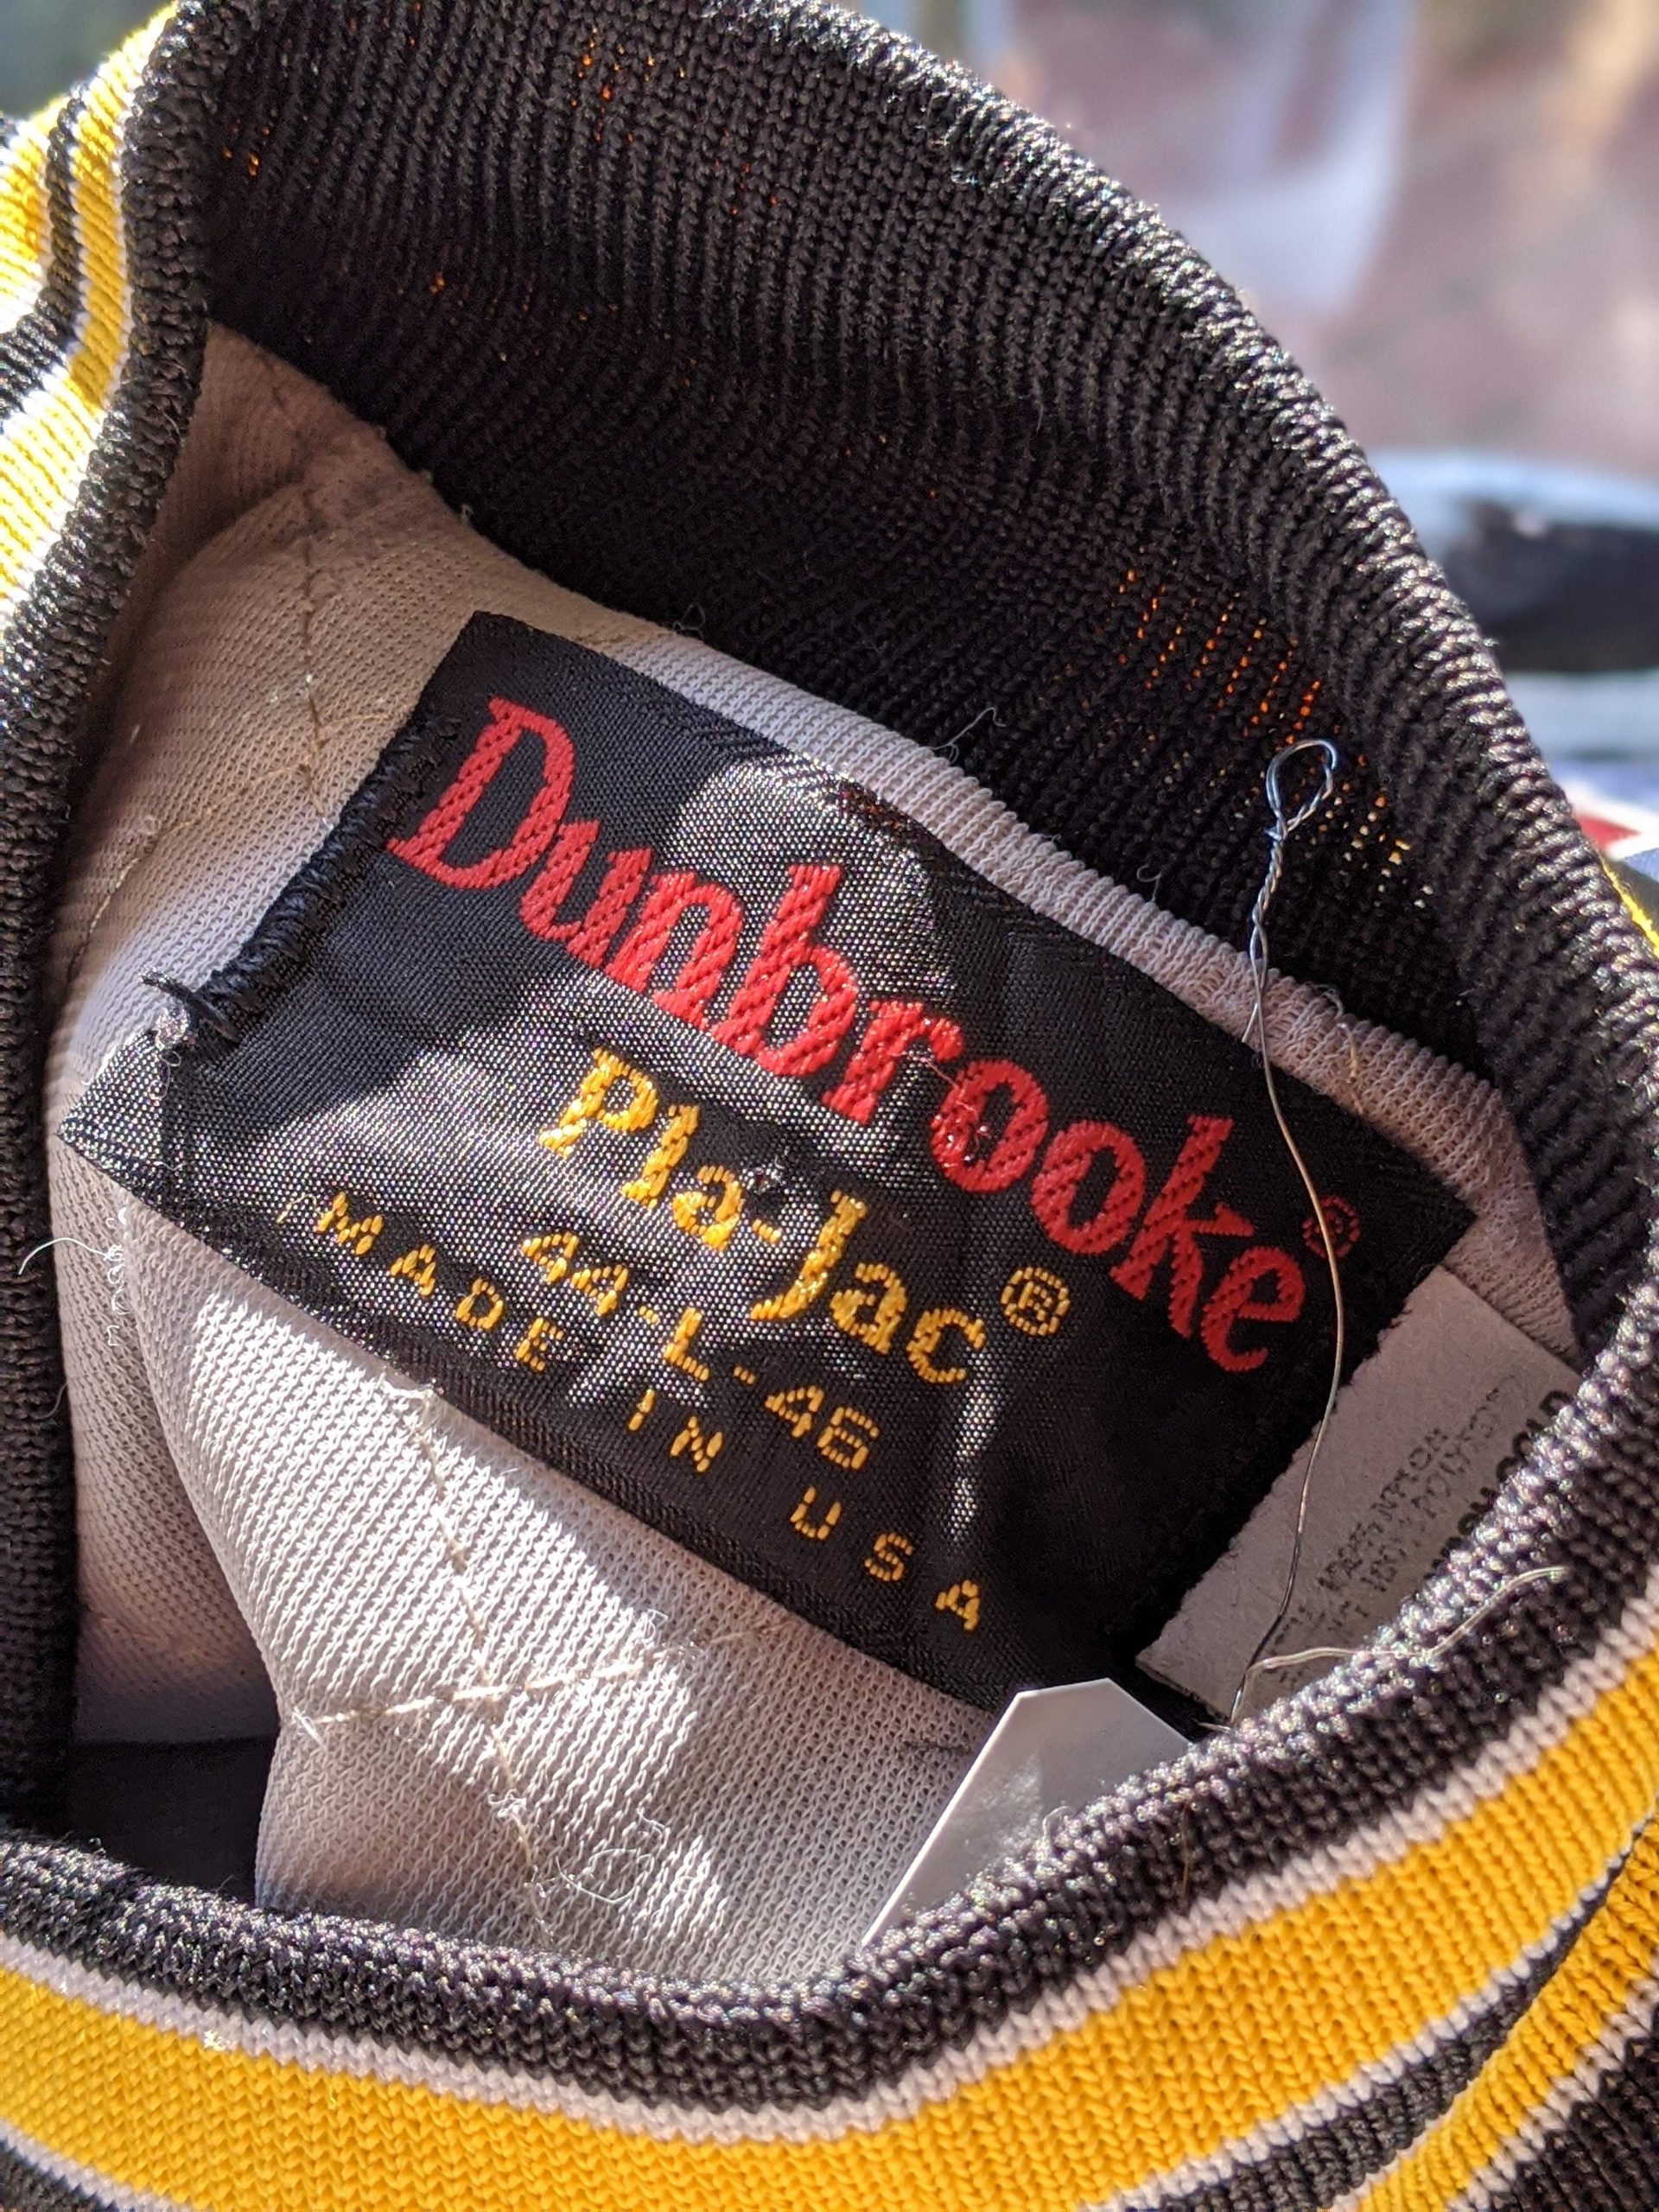 Dunbrooke®
Pla-Jac®
44-L-46
MADE IN USA